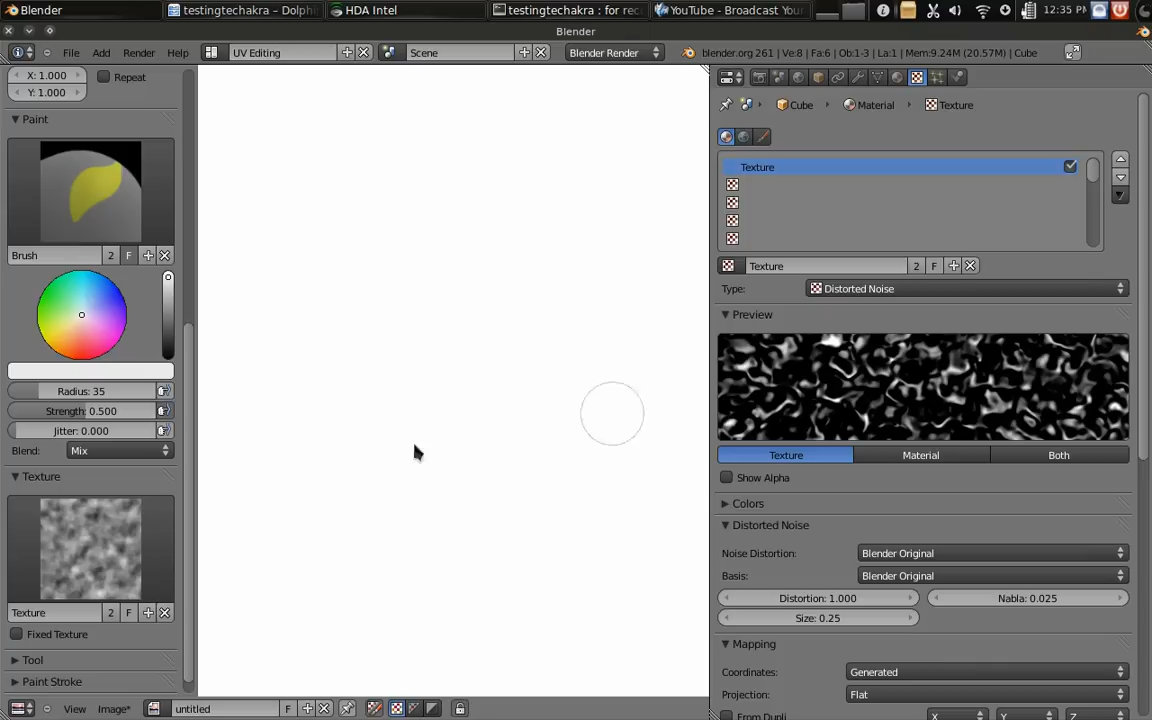 Blender testingtechakra – Dolphi HDA Intel testingtechakra : for rec YouTube - Broadcast Your 12:35 PM
Blender
File Add Render Help UV Editing Scene Blender Render blender.org 261 | Ve:8 | Fa:6 | Ob:1-3 | La:1 | Mem:9.24M (20.57M) | Cube
X: 1.000 Repeat
Y: 1.000
Paint
Brush 2 F
Radius: 35
Strength: 0.500
Jitter: 0.000
Blend: Mix
Texture
Texture 2 F
Fixed Texture
Tool
Paint Stroke
View Image* untitled F
Cube Material Texture
Texture
Texture 2 F
Type: Distorted Noise
Preview
Texture Material Both
Show Alpha
Colors
Distorted Noise
Noise Distortion: Blender Original
Basis: Blender Original
Distortion: 1.000 Nabla: 0.025
Size: 0.25
Mapping
Coordinates: Generated
Projection: Flat
From Dupli X Y Z